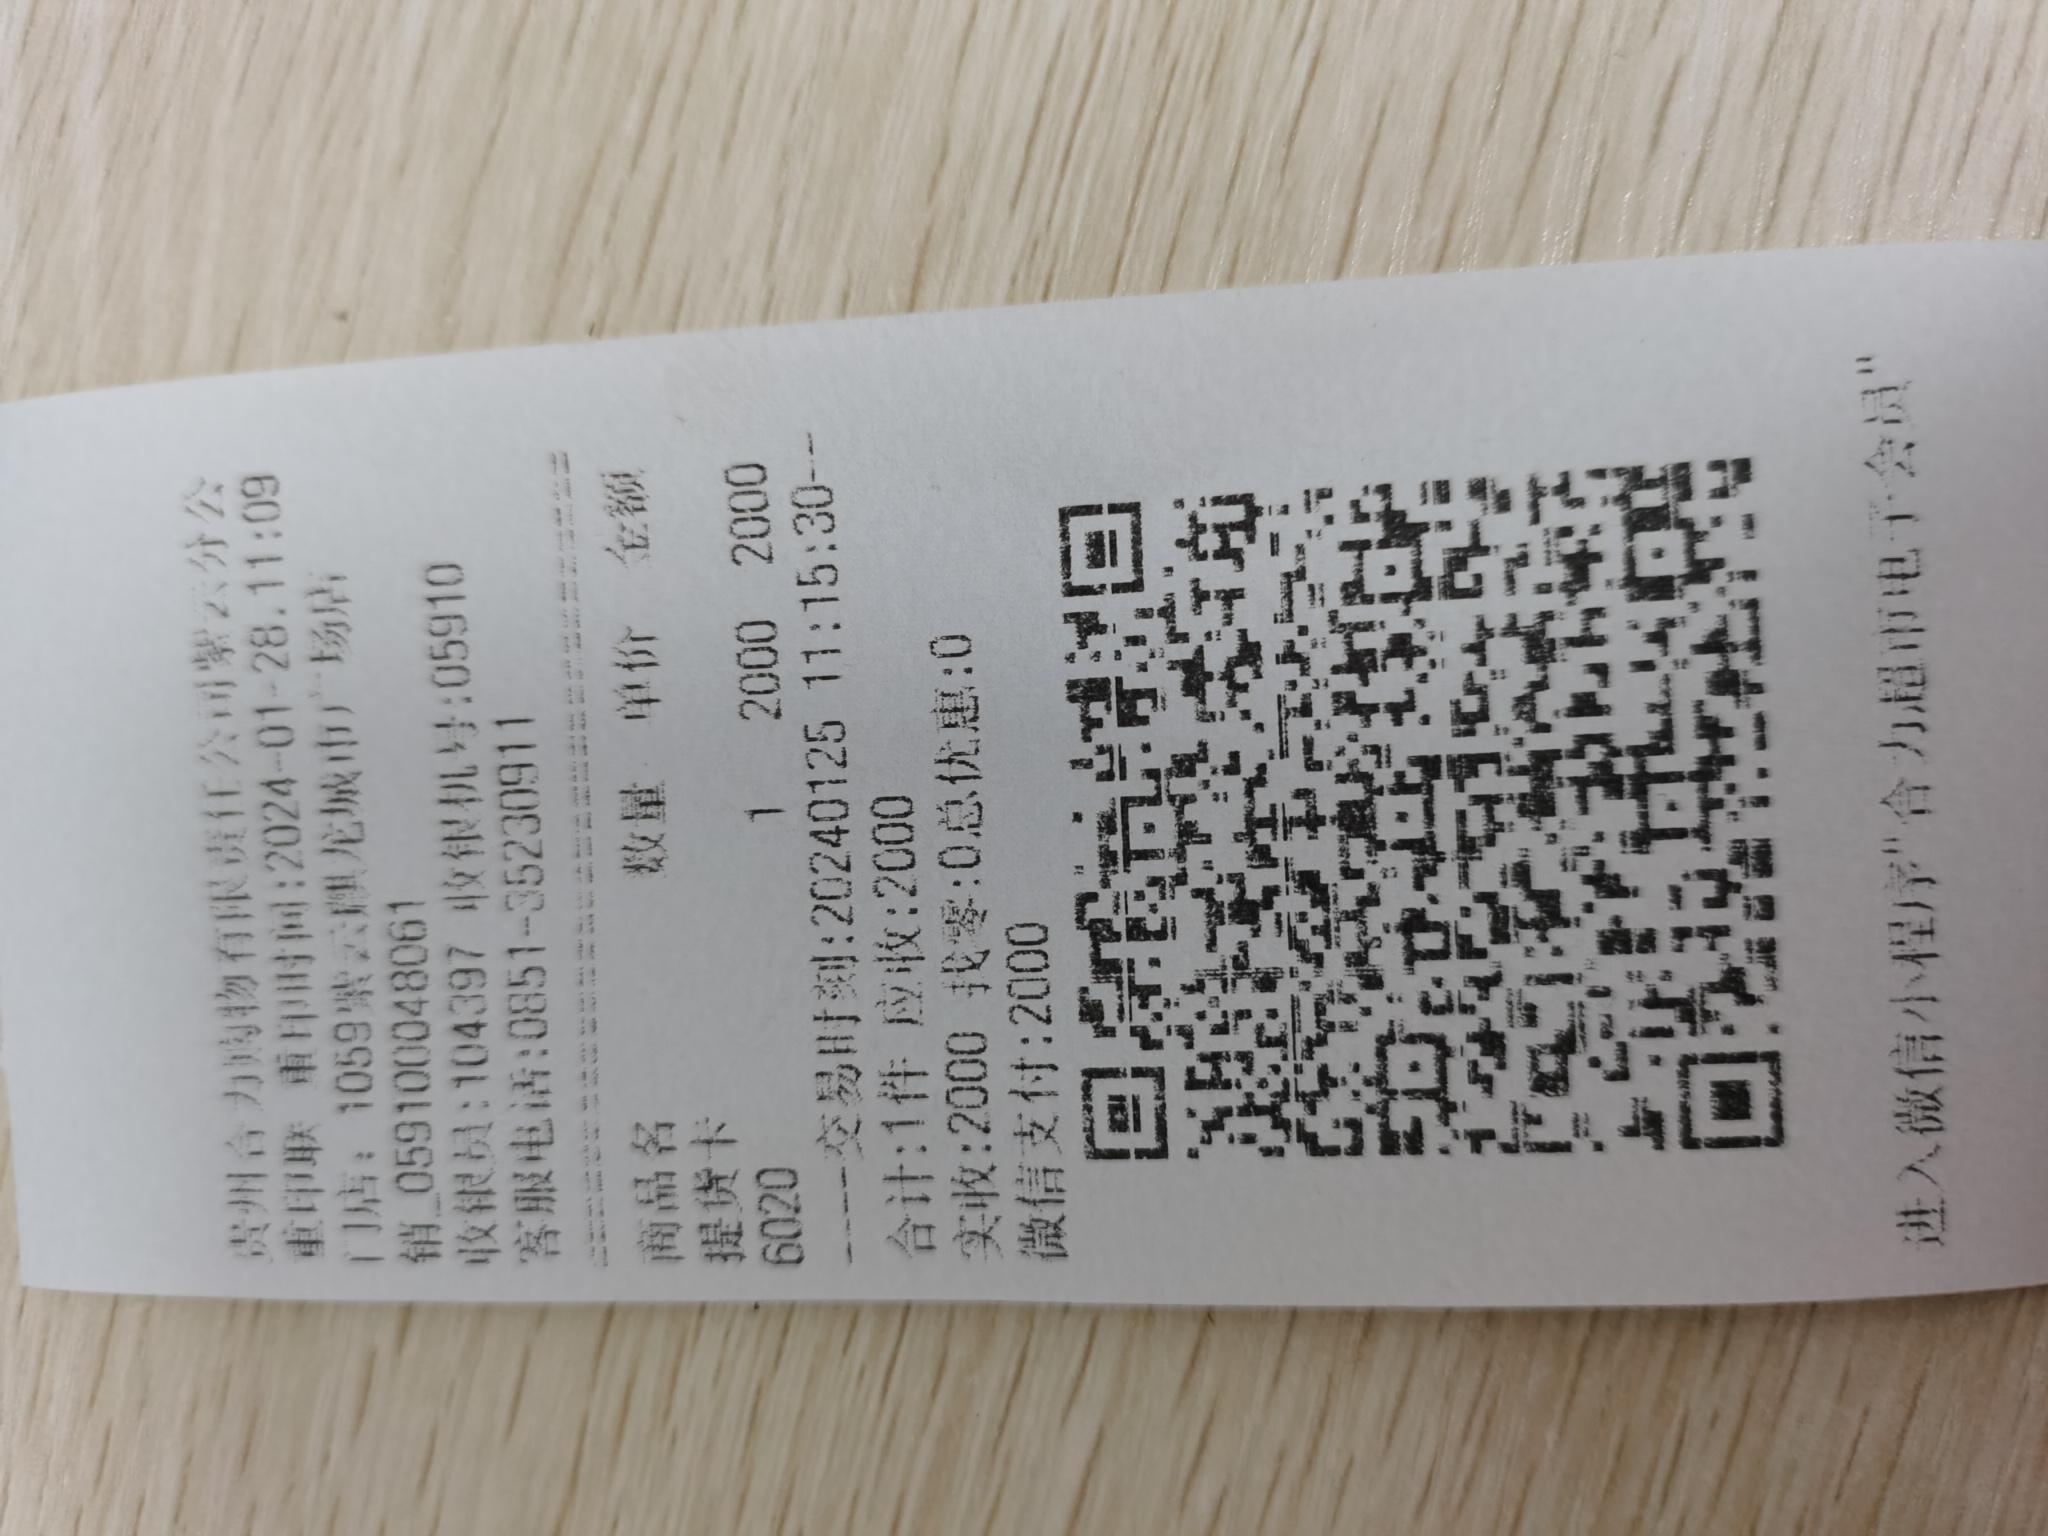 贵州合力购物有限责任公司紫云分公
重印联 重印时间:2024-01-28.11:09
门店: 1059紫云麒龙城市广场店
销_0591000048061
收银员:104397 收银机号:059910
客服电话:0851-35230911
================================
商品名 数量 单价 金额
提货卡
6020 1 2000 2000
-----交易时刻:20240125 11:15:30---
合计:1件 应收:2000
实收:2000 找零:0总优惠:0
微信支付:2000
进入微信小程序"合力超市电子会员"